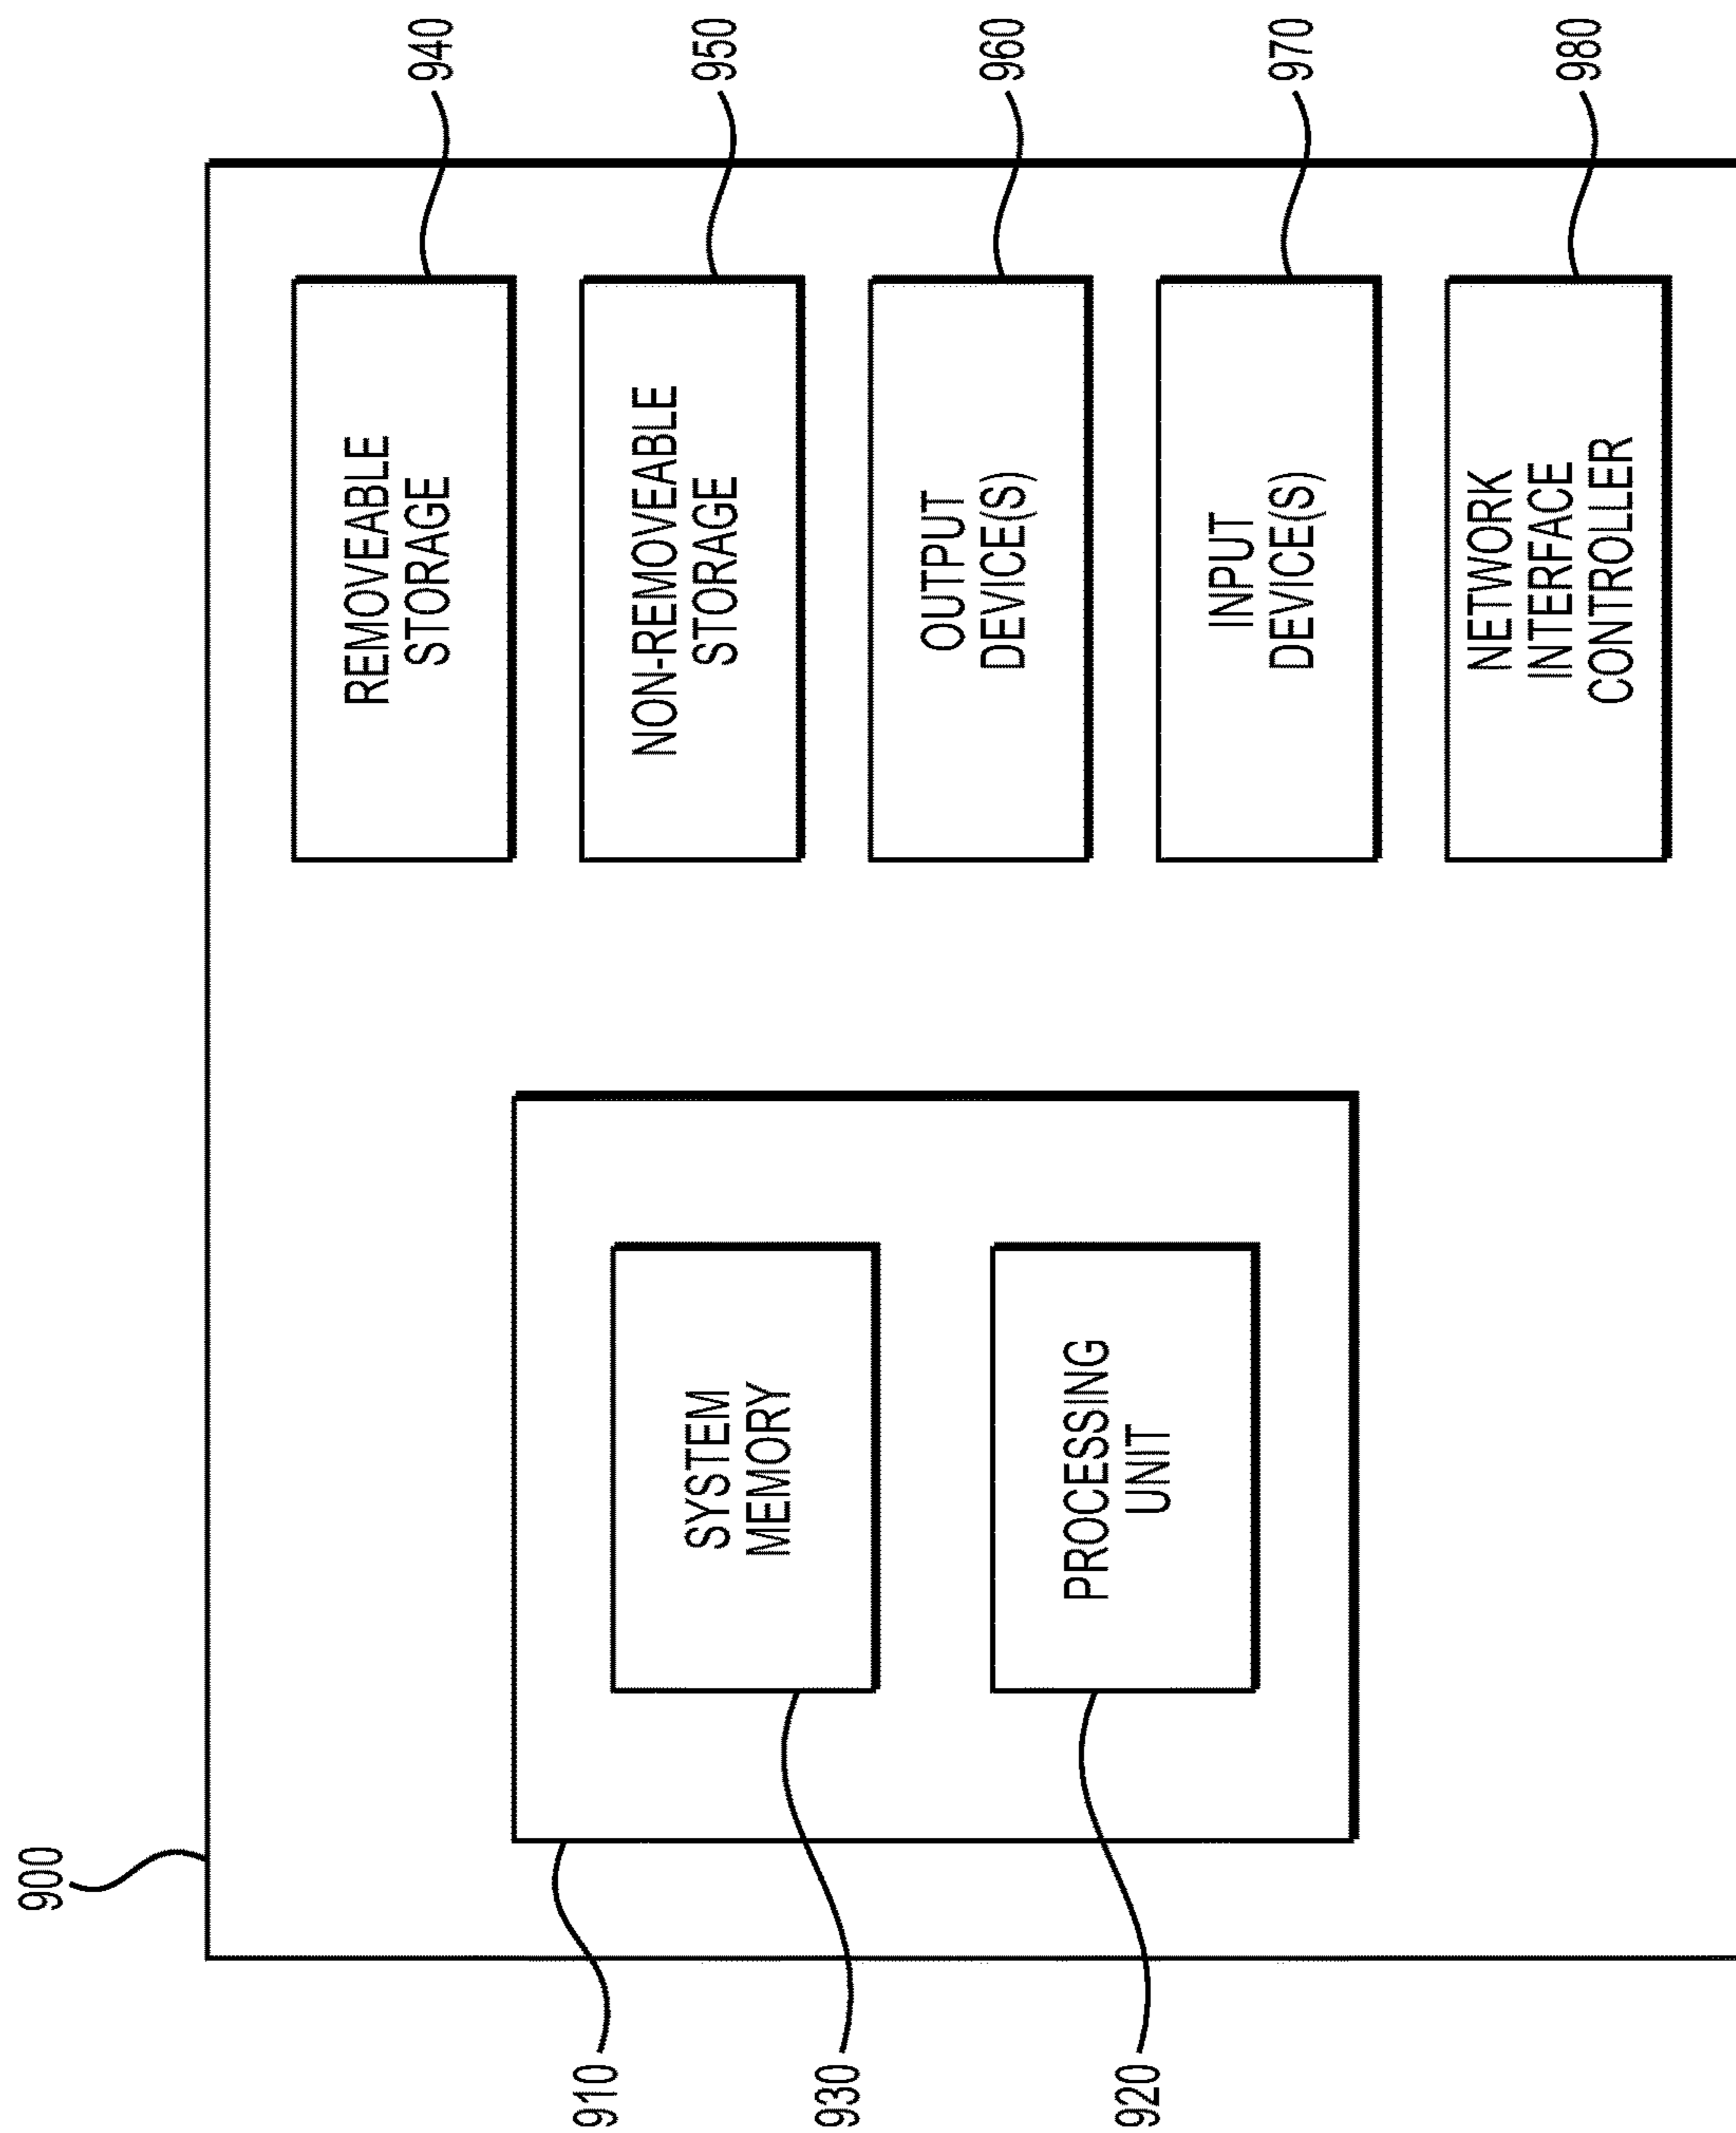 900
910
SYSTEM
MEMORY
930
PROCESSING
UNIT
920
REMOVEABLE
STORAGE
940
NON-REMOVEABLE
STORAGE
950
OUTPUT
DEVICE(S)
960
INPUT
DEVICE(S)
970
NETWORK
INTERFACE
CONTROLLER
980